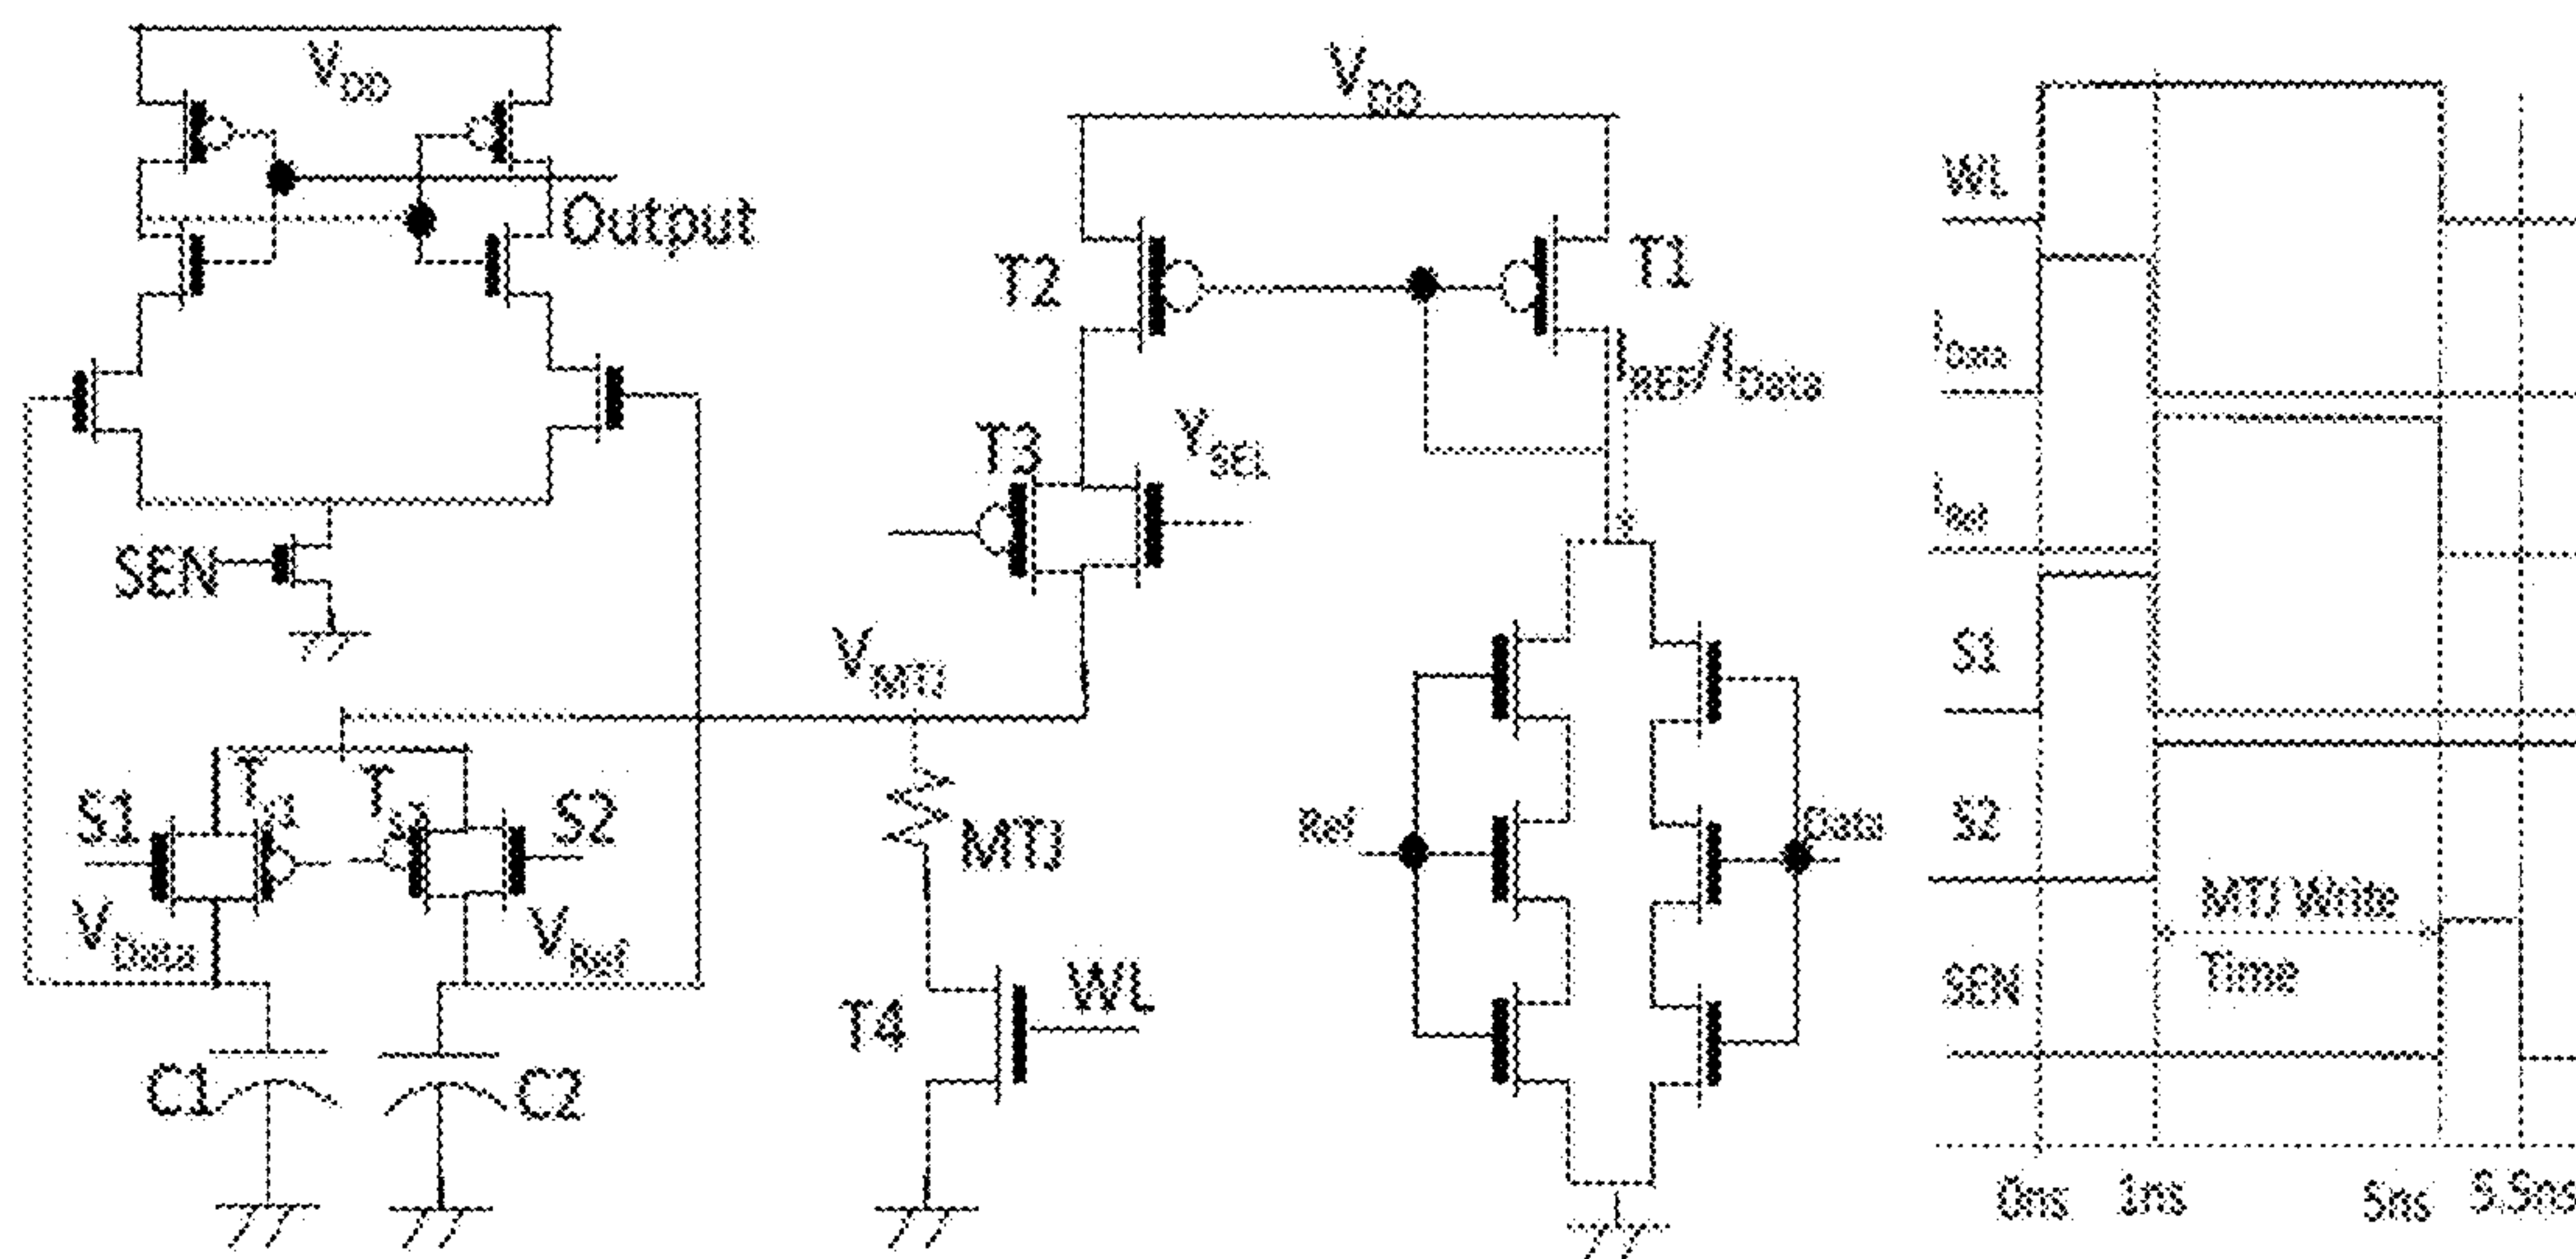 VDD
Output
SEN
S1
TS1
S2
VData
VRef
C1
C2
VDD
T2
T1
IREF/IData
T3
YSEL
VMTJ
MTJ
T4
WL
Ref
Data
WL
IData
IRef
S1
S2
SEN
MTJ Write
Time
0ns
1ns
5ns
5.5ns